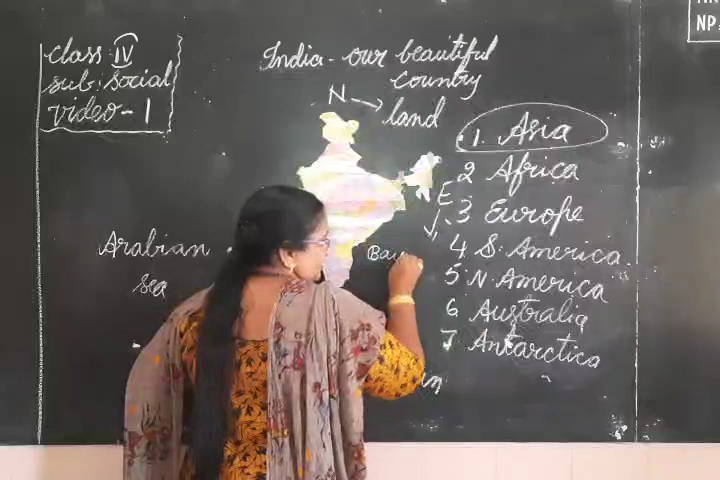 class: IV
sub: social
video - 1
India - our beautiful
country
N → land
1. Asia
2 Africa
E
3 Europe
4 S. America
5 N. America
6 Australia
7 Antarctica
Arabian
sea
Bay
NP